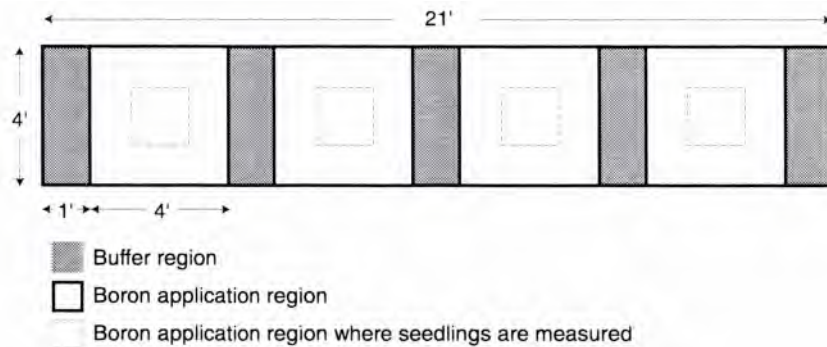 21'
4'
1' 4'
Buffer region
Boron application region
Boron application region where seedlings are measured